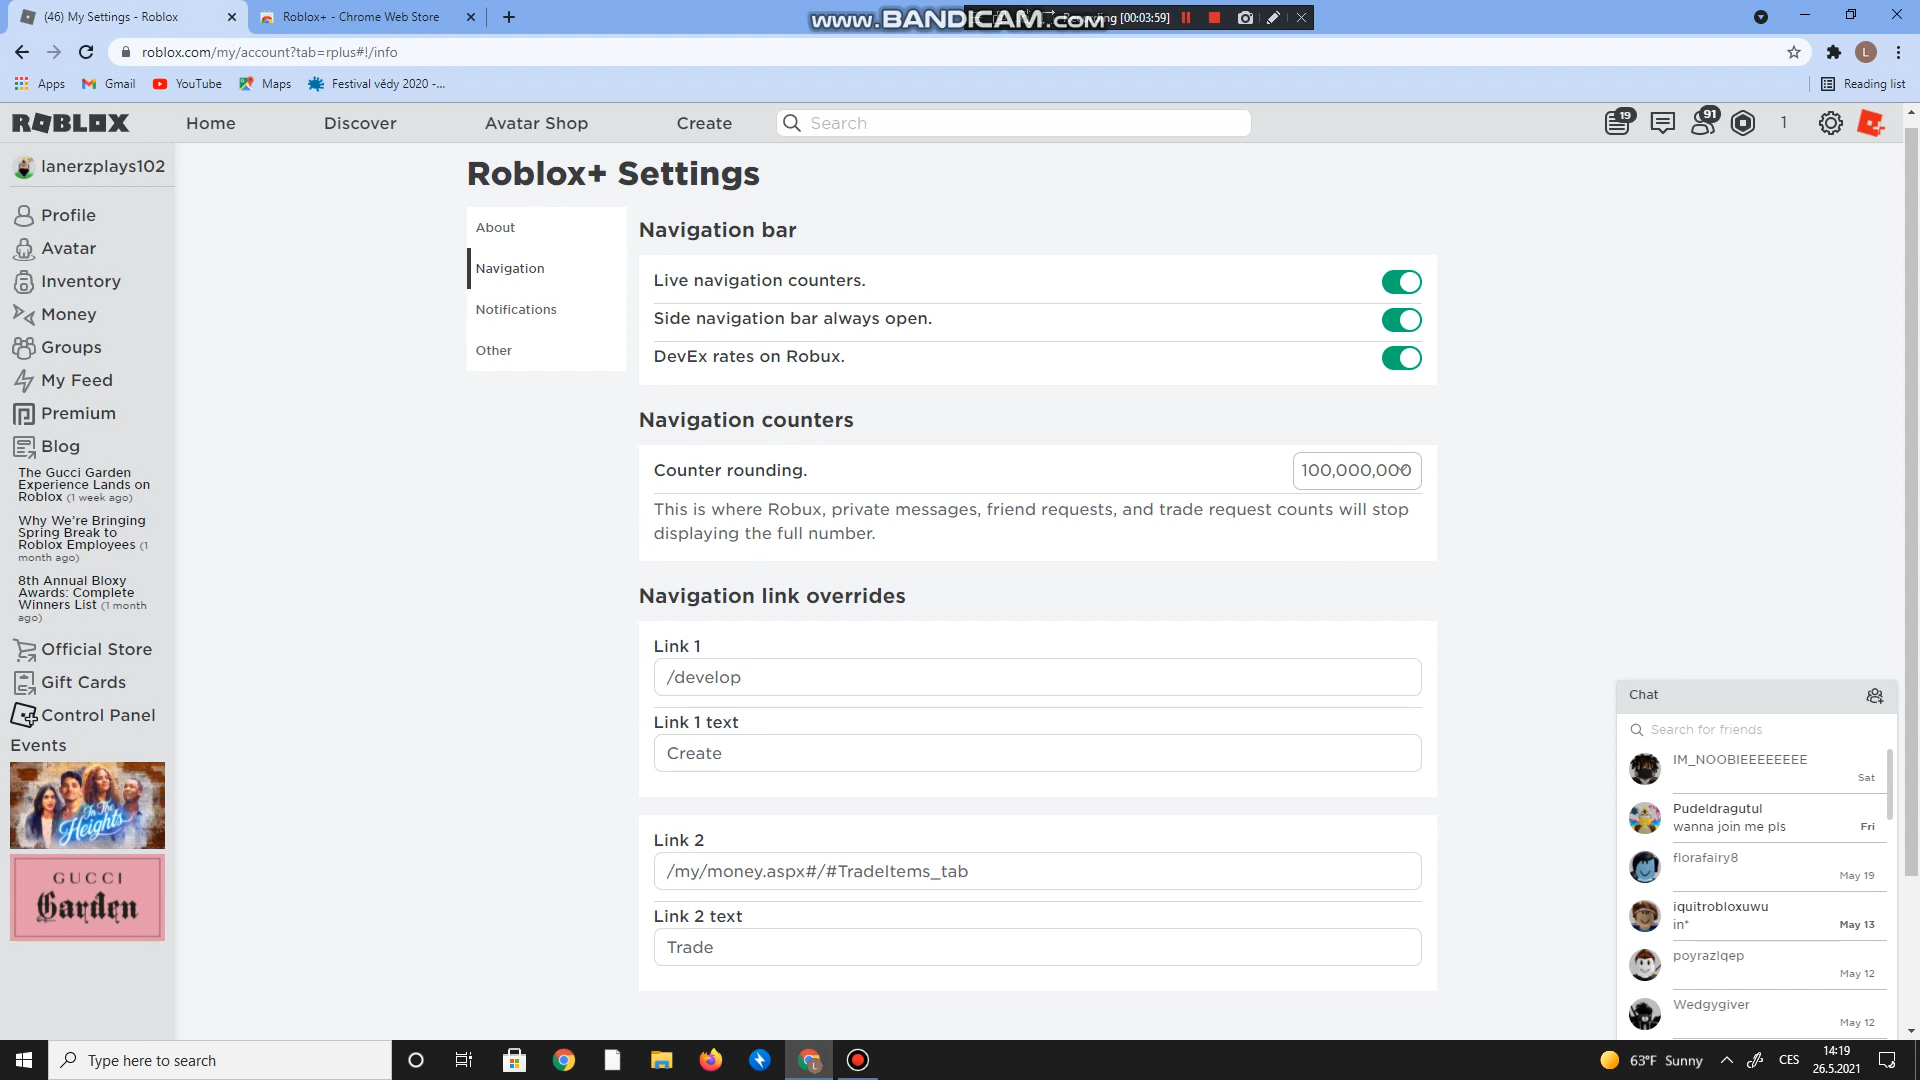 (46) My Settings - Roblox
Roblox+ - Chrome Web Store
www.BANDICAM.com
Recording [00:03:59]
roblox.com/my/account?tab=rplus#!/info
L
Apps
Gmail
YouTube
Maps
Festival vědy 2020 -...
Reading list
ROBLOX
Home
Discover
Avatar Shop
Create
Search
19
91
1
lanerzplays102
Profile
Avatar
Inventory
Money
Groups
My Feed
Premium
Blog
The Gucci Garden
Experience Lands on
Roblox (1 week ago)
Why We're Bringing
Spring Break to
Roblox Employees (1
month ago)
8th Annual Bloxy
Awards: Complete
Winners List (1 month
ago)
Official Store
Gift Cards
Control Panel
Events
In The
Heights
GUCCI
Garden
Roblox+ Settings
About
Navigation
Notifications
Other
Navigation bar
Live navigation counters.
Side navigation bar always open.
DevEx rates on Robux.
Navigation counters
Counter rounding.
100,000,000
This is where Robux, private messages, friend requests, and trade request counts will stop
displaying the full number.
Navigation link overrides
Link 1
/develop
Link 1 text
Create
Link 2
/my/money.aspx#/#TradeItems_tab
Link 2 text
Trade
Chat
Search for friends
IM_NOOBIEEEEEEEE
Sat
Pudeldragutul
wanna join me pls
Fri
florafairy8
May 19
iquitrobloxuwu
in*
May 13
poyrazlqep
May 12
Wedgygiver
May 12
Type here to search
L
63°F Sunny
CES
14:19
26.5.2021